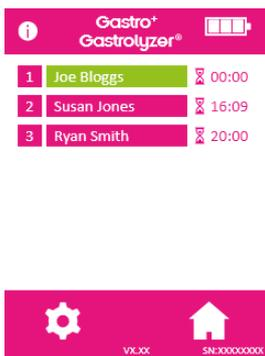 i
Gastro⁺
Gastrolyzer®
1 Joe Bloggs 00:00
2 Susan Jones 16:09
3 Ryan Smith 20:00
VX.XX SN:XXXXXXXX